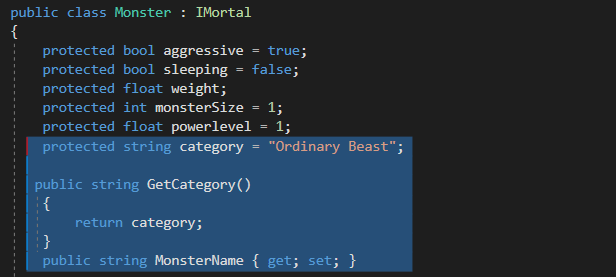 public class Monster : IMortal
{
protected bool aggressive = true;
protected bool sleeping = false;
protected float weight;
protected int monsterSize = 1;
protected float powerlevel = 1;
protected string category = "Ordinary Beast";
public string GetCategory()
{
return category;
}
public string MonsterName { get; set; }